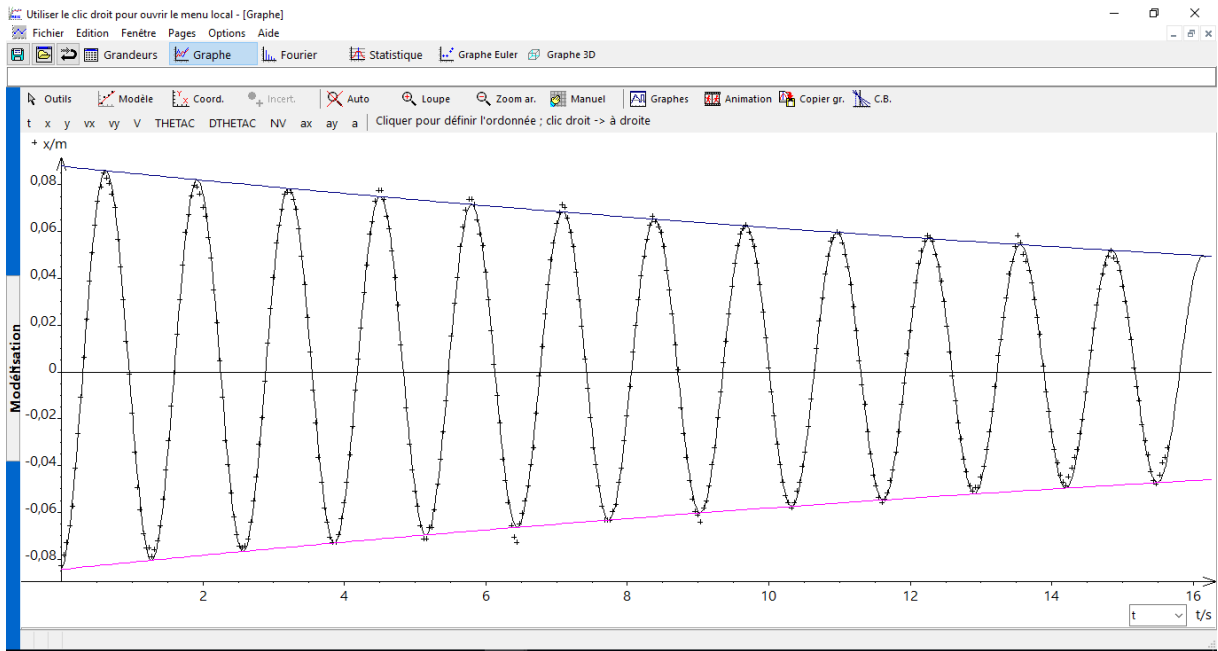 Utiliser le clic droit pour ouvrir le menu local - [Graphe]
Fichier Edition Fenêtre Pages Options Aide
Grandeurs Graphe Fourier Statistique Graphe Euler Graphe 3D
Outils Modèle Coord. Incert. Auto Loupe Zoom ar. Manuel Graphes Animation Copier gr. C.B.
t x y vx vy V THETAC DTHETAC NV ax ay a Cliquer pour définir l'ordonnée ; clic droit -> à droite
+ x/m
0,08
0,06
0,04
0,02
0
-0,02
-0,04
-0,06
-0,08
Modélisation
2 4 6 8 10 12 14 16
t t/s